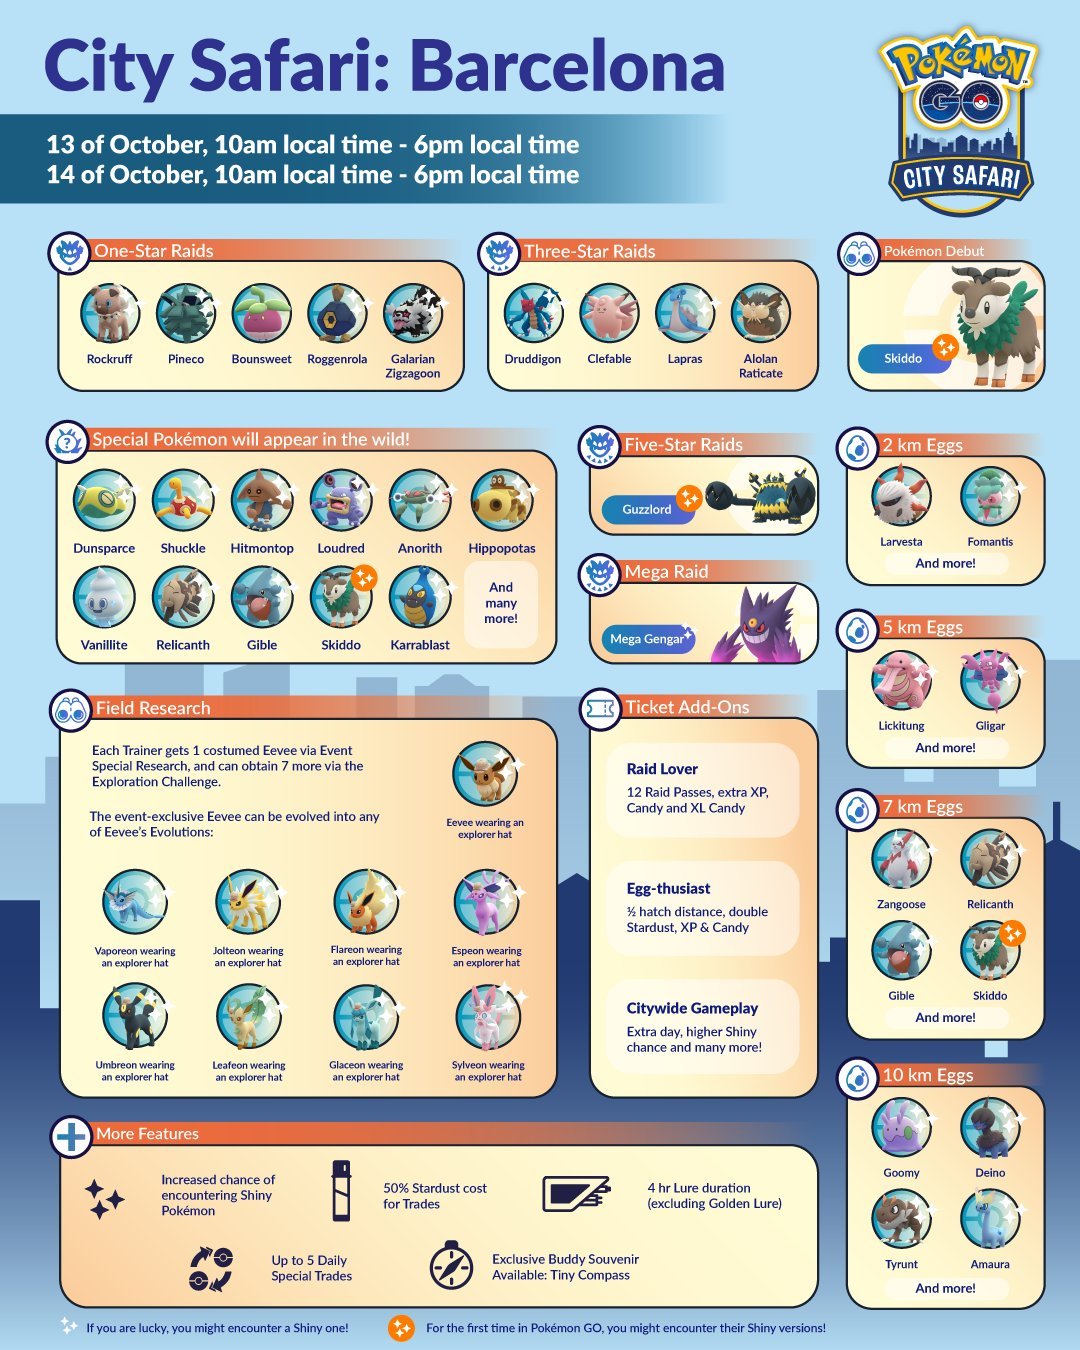 City Safari: Barcelona
POKÉMON
GO
CITY SAFARI
13 of October, 10am local time - 6pm local time
14 of October, 10am local time - 6pm local time
One-Star Raids
Rockruff
Pineco
Bounsweet
Roggenrola
Galarian
Zigzagoon
Three-Star Raids
Druddigon
Clefable
Lapras
Alolan
Raticate
Pokémon Debut
Skiddo
Special Pokémon will appear in the wild!
Dunsparce
Shuckle
Hitmontop
Loudred
Anorith
Hippopotas
Vanillite
Relicanth
Gible
Skiddo
Karrablast
And
many
more!
Five-Star Raids
Guzzlord
Mega Raid
Mega Gengar
2 km Eggs
Larvesta
Fomantis
And more!
5 km Eggs
Lickitung
Gligar
And more!
Field Research
Each Trainer gets 1 costumed Eevee via Event
Special Research, and can obtain 7 more via the
Exploration Challenge.
The event-exclusive Eevee can be evolved into any
of Eevee's Evolutions:
Eevee wearing an
explorer hat
Vaporeon wearing
an explorer hat
Jolteon wearing
an explorer hat
Flareon wearing
an explorer hat
Espeon wearing
an explorer hat
Umbreon wearing
an explorer hat
Leafeon wearing
an explorer hat
Glaceon wearing
an explorer hat
Sylveon wearing
an explorer hat
Ticket Add-Ons
Raid Lover
12 Raid Passes, extra XP,
Candy and XL Candy
Egg-thusiast
½ hatch distance, double
Stardust, XP & Candy
Citywide Gameplay
Extra day, higher Shiny
chance and many more!
7 km Eggs
Zangoose
Relicanth
Gible
Skiddo
And more!
10 km Eggs
Goomy
Deino
Tyrunt
Amaura
And more!
More Features
Increased chance of
encountering Shiny
Pokémon
50% Stardust cost
for Trades
4 hr Lure duration
(excluding Golden Lure)
Up to 5 Daily
Special Trades
Exclusive Buddy Souvenir
Available: Tiny Compass
If you are lucky, you might encounter a Shiny one!
For the first time in Pokémon GO, you might encounter their Shiny versions!